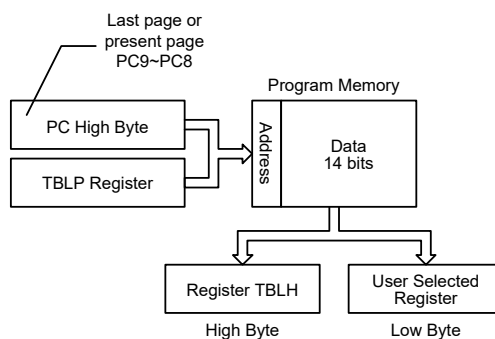 Last page or
present page
PC9~PC8
Program Memory
PC High Byte
TBLP Register
Address
Data
14 bits
Register TBLH
User Selected
Register
High Byte
Low Byte